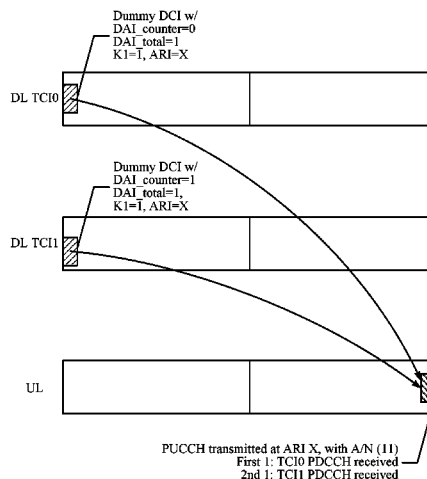 Dummy DCI w/
DAI_counter=0
DAI_total=1
K1=1, ARI=X
DL TCI0
Dummy DCI w/
DAI_counter=1
DAI_total=1,
K1=1, ARI=X
DL TCI1
UL
PUCCH transmitted at ARI X, with A/N (11)
First 1: TCI0 PDCCH received
2nd 1: TCI1 PDCCH received